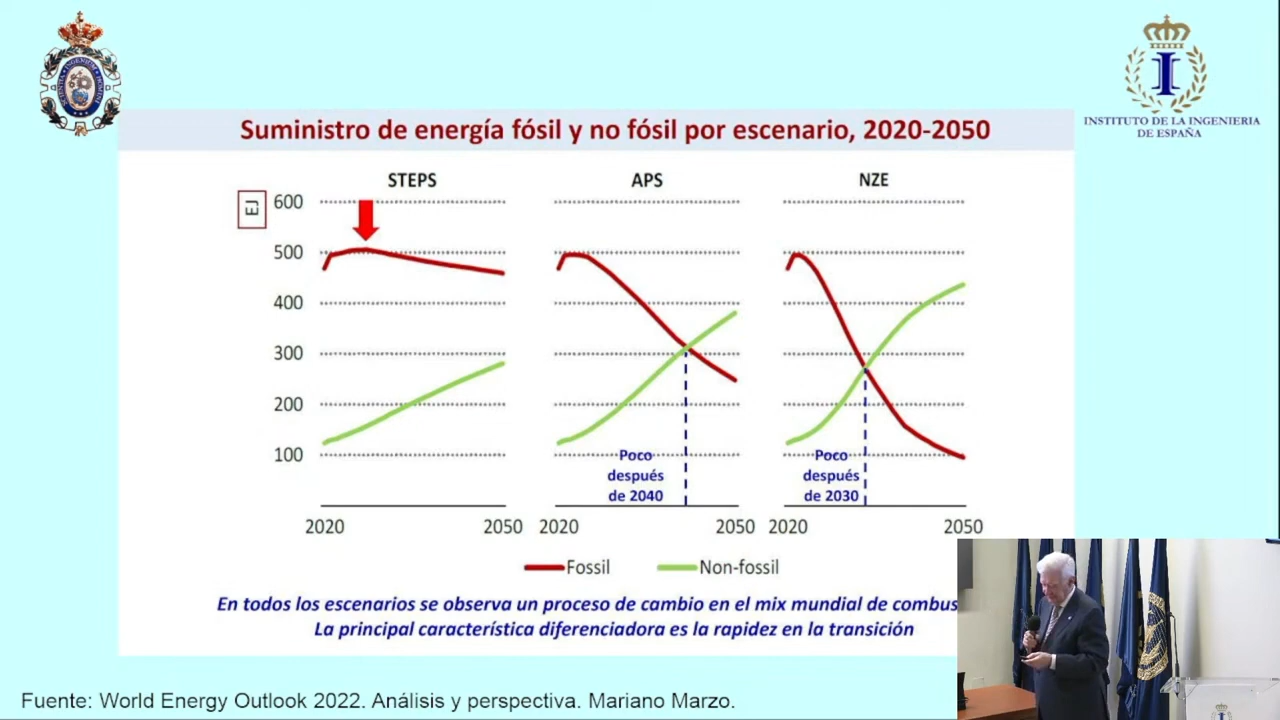 INSTITUTO DE LA INGENIERIA
DE ESPAÑA
Suministro de energía fósil y no fósil por escenario, 2020-2050
STEPS
APS
NZE
EJ
600
500
400
300
200
100
Poco
después
de 2040
Poco
después
de 2030
2020
2050
2020
2050
2020
2050
Fossil
Non-fossil
En todos los escenarios se observa un proceso de cambio en el mix mundial de combus
La principal característica diferenciadora es la rapidez en la transición
Fuente: World Energy Outlook 2022. Análisis y perspectiva. Mariano Marzo.